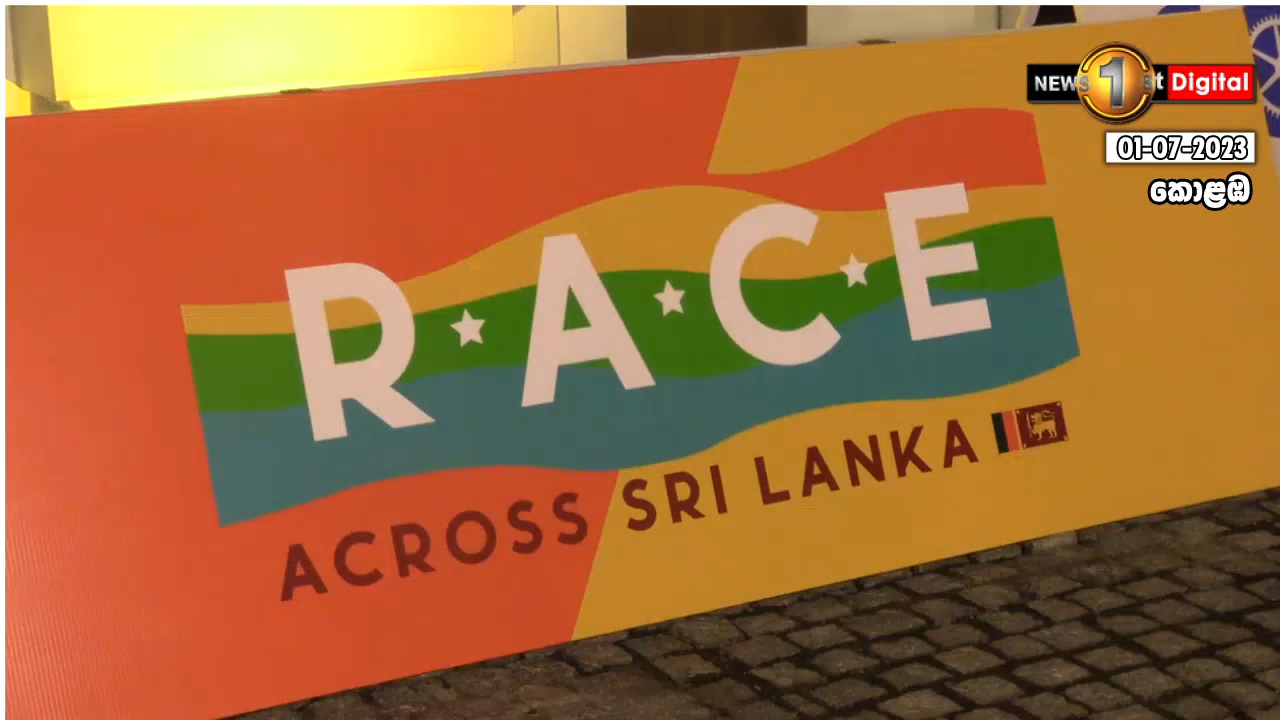 NEWS 1st Digital
01-07-2023
කොළඹ
R★A★C★E
ACROSS SRI LANKA